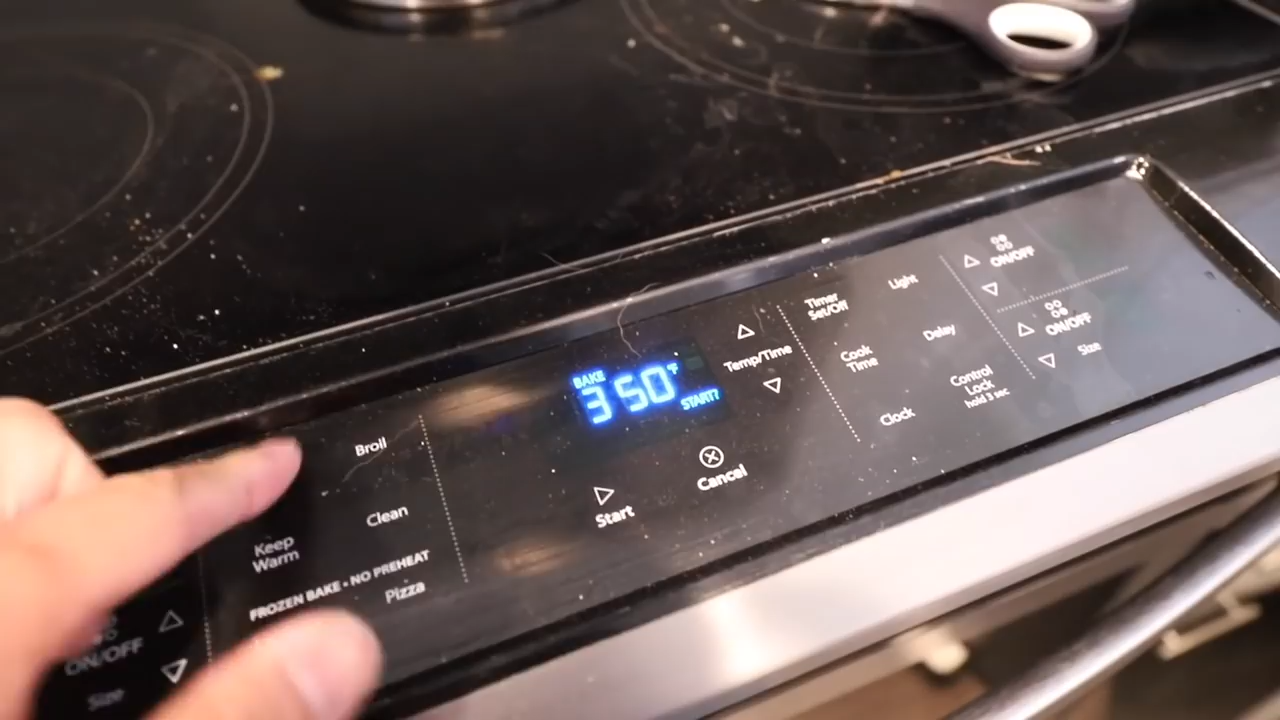 Broil
Clean
Keep
Warm
FROZEN BAKE • NO PREHEAT
Pizza
ON/OFF
Size
BAKE
350°F
START?
Start
Cancel
Temp/Time
Timer
Set/Off
Light
Cook
Time
Delay
Clock
Control
Lock
hold 3 sec
ON/OFF
ON/OFF
Size